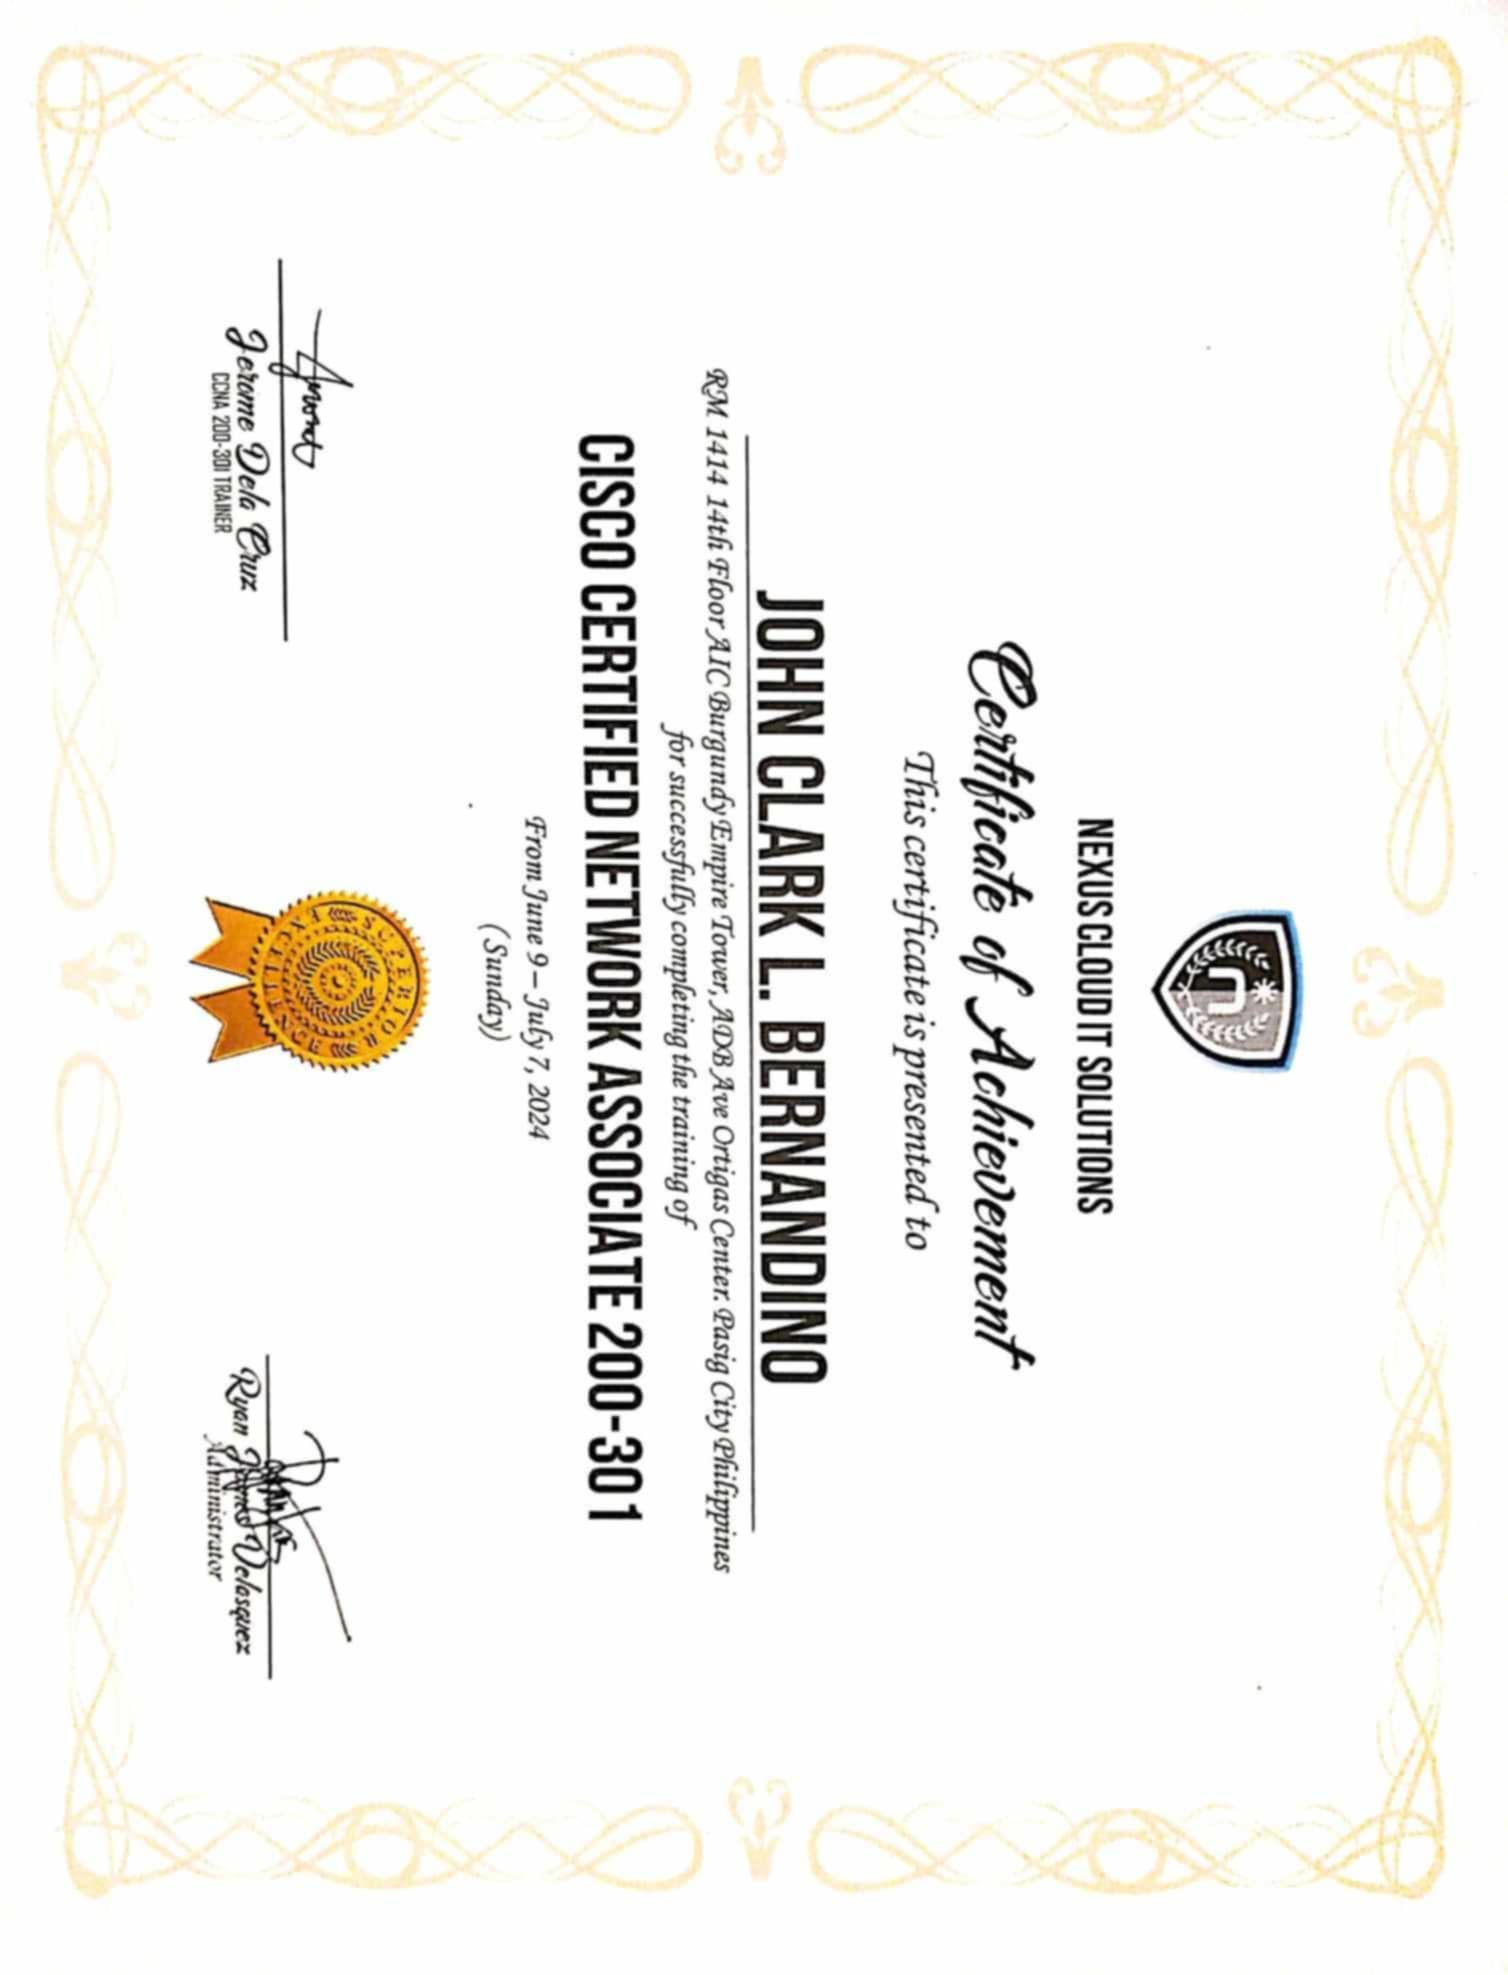 n
NEXUS CLOUD IT SOLUTIONS
Certificate of Achievement
This certificate is presented to
JOHN CLARK L. BERNANDINO
RM 1414 14th Floor AIC Burgundy Empire Tower, ADB Ave Ortigas Center. Pasig City Philippines
for successfully completing the training of
CISCO CERTIFIED NETWORK ASSOCIATE 200-301
From June 9 – July 7, 2024
( Sunday)
SUPERIOR
EXCELLENCE
Jerome Dela Cruz
CCNA 200-301 TRAINER
Ryan James Velasquez
Administrator